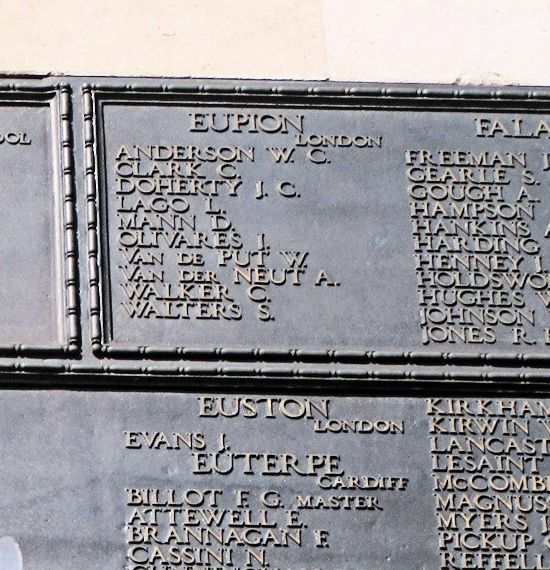 EUPION
LONDON
ANDERSON W. C.
CLARK C.
DOHERTY J. C.
LAGO L.
MANN D.
OLIVARES J.
VAN DE PUT W.
VAN DER NEUT A.
WALKER C.
WALTERS S.
FREEMAN
GEARLE S.
GOUGH A.
HAMPSON
HANKINS
HARDING
HENNEY J.
HUGHES
JOHNSON
JONES R.
EUSTON
LONDON
EVANS J.
EUTERPE
CARDIFF
BILLOT F. G. MASTER
ATTEWELL E.
BRANNAGAN F.
CASSINI N.
KIRWIN
LESAINT
MYERS
PICKUP